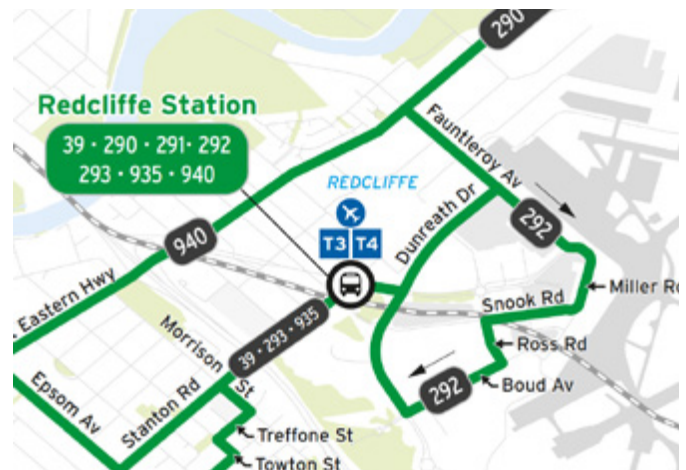 290
Redcliffe Station
39 · 290 · 291 · 292
293 · 935 · 940
Fauntleroy Av
REDCLIFFE
T3 T4
Dunreath Dr
292
940
Eastern Hwy
Miller Rd
Snook Rd
Morrison St
39 · 293 · 935
Ross Rd
292
Boud Av
Epsom Av
Stanton Rd
Treffone St
Towton St